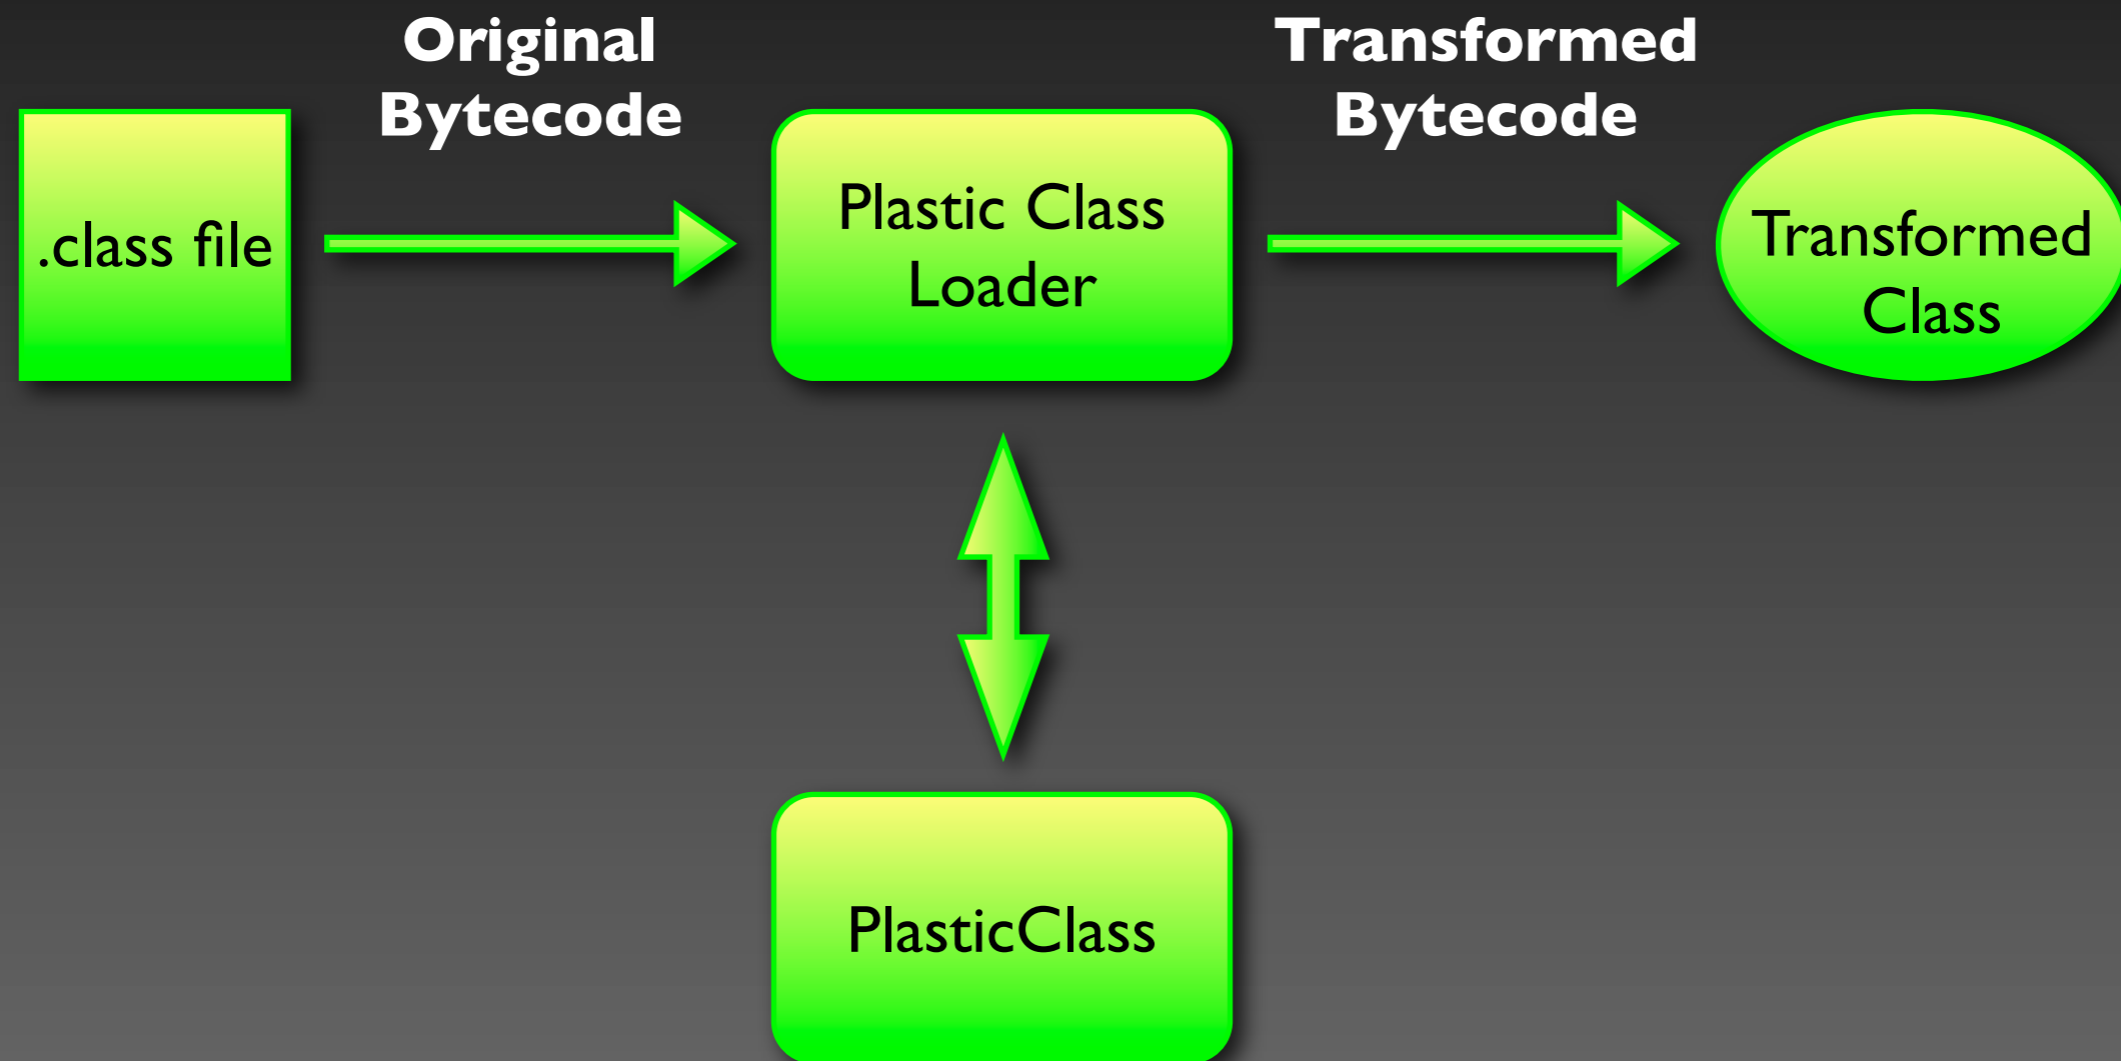 Original
Bytecode
Transformed
Bytecode
.class file
Plastic Class
Loader
Transformed
Class
PlasticClass